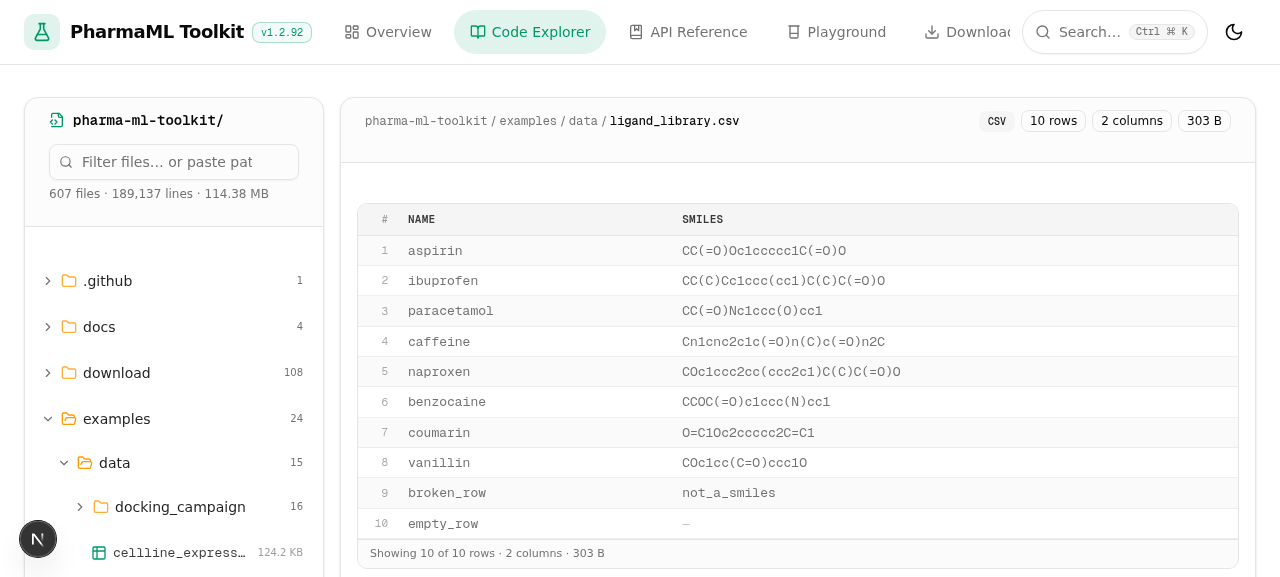 PharmaML Toolkit v1.2.92 Overview Code Explorer API Reference Playground Downloa Search… Ctrl ⌘ K
pharma-ml-toolkit/
Filter files… or paste pat
607 files · 189,137 lines · 114.38 MB
.github 1
docs 4
download 108
examples 24
data 15
docking_campaign 16
cellline_express… 124.2 KB
N
pharma-ml-toolkit / examples / data / ligand_library.csv CSV 10 rows 2 columns 303 B
# NAME SMILES
1 aspirin CC(=O)Oc1ccccc1C(=O)O
2 ibuprofen CC(C)Cc1ccc(cc1)C(C)C(=O)O
3 paracetamol CC(=O)Nc1ccc(O)cc1
4 caffeine Cn1cnc2c1c(=O)n(C)c(=O)n2C
5 naproxen COc1ccc2cc(ccc2c1)C(C)C(=O)O
6 benzocaine CCOC(=O)c1ccc(N)cc1
7 coumarin O=C1Oc2ccccc2C=C1
8 vanillin COc1cc(C=O)ccc1O
9 broken_row not_a_smiles
10 empty_row —
Showing 10 of 10 rows · 2 columns · 303 B